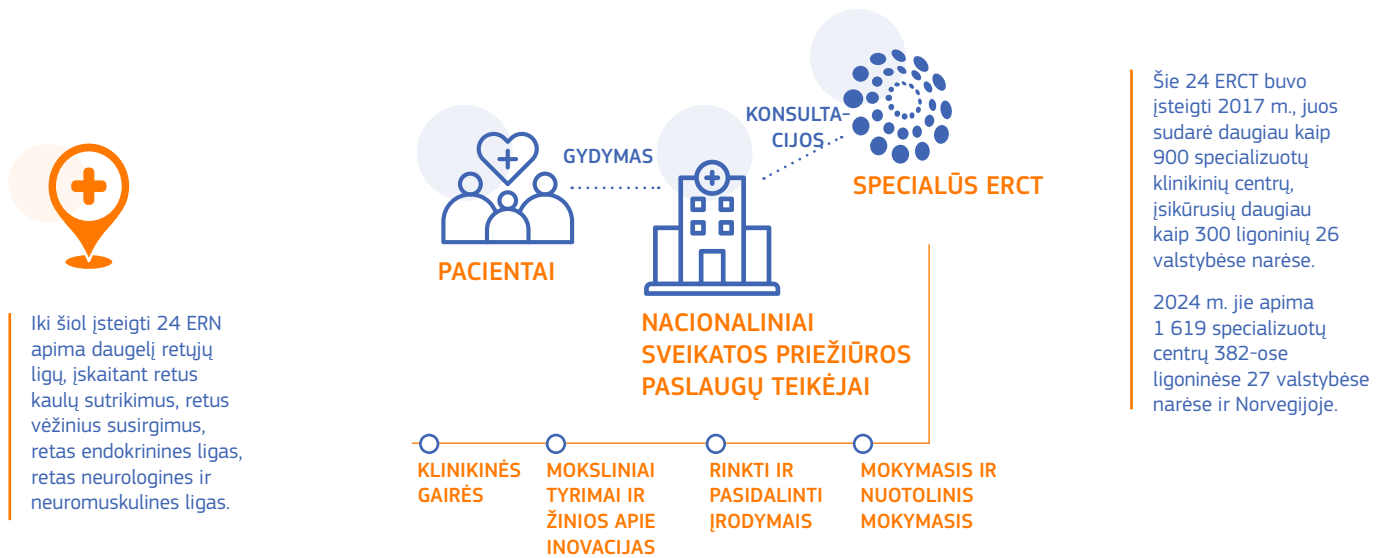 Iki šiol įsteigti 24 ERN
apima daugelį retųjų
ligų, įskaitant retus
kaulų sutrikimus, retus
vėžinius susirgimus,
retas endokrinines ligas,
retas neurologines ir
neuromuskulines ligas.
PACIENTAI
GYDYMAS
NACIONALINIAI
SVEIKATOS PRIEŽIŪROS
PASLAUGŲ TEIKĖJAI
KONSULTA-
CIJOS
SPECIALŪS ERCT
KLINIKINĖS
GAIRĖS
MOKSLINIAI
TYRIMAI IR
ŽINIOS APIE
INOVACIJAS
RINKTI IR
PASIDALINTI
ĮRODYMAIS
MOKYMASIS IR
NUOTOLINIS
MOKYMASIS
Šie 24 ERCT buvo
įsteigti 2017 m., juos
sudarė daugiau kaip
900 specializuotų
klinikinių centrų,
įsikūrusių daugiau
kaip 300 ligoninių 26
valstybėse narėse.
2024 m. jie apima
1 619 specializuotų
centrų 382-ose
ligoninėse 27 valstybėse
narėse ir Norvegijoje.